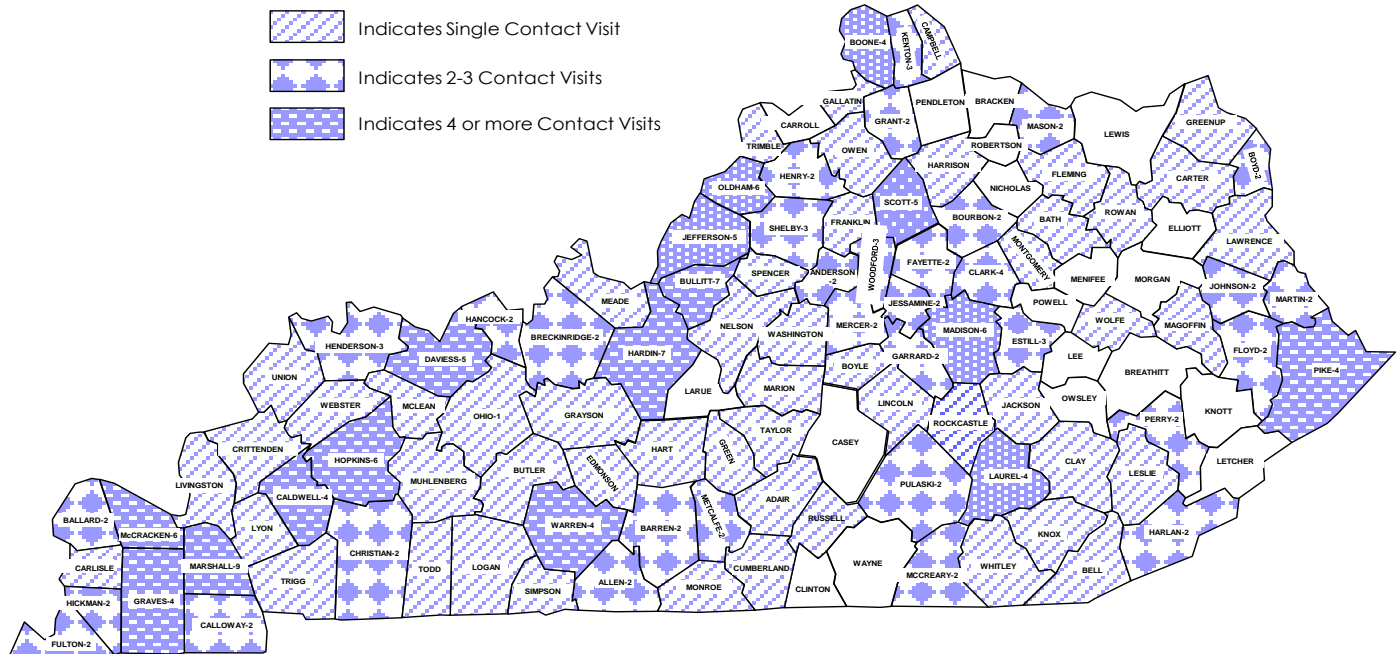 Indicates Single Contact Visit
Indicates 2-3 Contact Visits
Indicates 4 or more Contact Visits
BOONE-4
KENTON-3
CAMPBELL
GALLATIN
CARROLL
GRANT-2
PENDLETON
BRACKEN
MASON-2
LEWIS
GREENUP
TRIMBLE
OWEN
ROBERTSON
HARRISON
FLEMING
CARTER
BOYD-2
OLDHAM-6
HENRY-2
NICHOLAS
SCOTT-5
BOURBON-2
BATH
ROWAN
ELLIOTT
JEFFERSON-5
SHELBY-3
FRANKLIN
WOODFORD-3
FAYETTE-2
MONTGOMERY
LAWRENCE
BULLITT-7
SPENCER
ANDERSON
-2
CLARK-4
MENIFEE
MORGAN
JOHNSON-2
MARTIN-2
MEADE
JESSAMINE-2
POWELL
HANCOCK-2
NELSON
WASHINGTON
MERCER-2
MADISON-6
WOLFE
MAGOFFIN
HENDERSON-3
BRECKINRIDGE-2
HARDIN-7
ESTILL-3
LEE
FLOYD-2
DAVIESS-5
BOYLE
GARRARD-2
BREATHITT
PIKE-4
UNION
LARUE
MARION
OWSLEY
WEBSTER
MCLEAN
OHIO-1
GRAYSON
LINCOLN
JACKSON
KNOTT
TAYLOR
ROCKCASTLE
PERRY-2
CRITTENDEN
HART
GREEN
CASEY
HOPKINS-6
BUTLER
EDMONSON
CLAY
LETCHER
LIVINGSTON
CALDWELL-4
MUHLENBERG
PULASKI-2
LAUREL-4
LESLIE
BALLARD-2
LYON
WARREN-4
BARREN-2
METCALFE-2
ADAIR
McCRACKEN-6
RUSSELL
KNOX
HARLAN-2
CARLISLE
MARSHALL-9
CHRISTIAN-2
TODD
LOGAN
CUMBERLAND
WAYNE
WHITLEY
BELL
TRIGG
ALLEN-2
MONROE
CLINTON
MCCREARY-2
HICKMAN-2
GRAVES-4
SIMPSON
CALLOWAY-2
FULTON-2